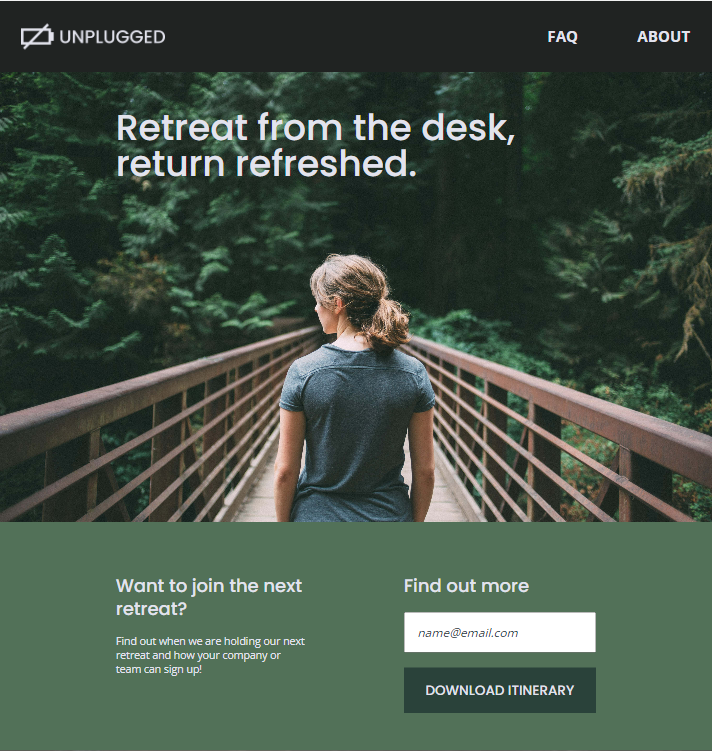 UNPLUGGED
FAQ
ABOUT
Retreat from the desk,
return refreshed.
Want to join the next
retreat?
Find out when we are holding our next
retreat and how your company or
team can sign up!
Find out more
name@email.com
DOWNLOAD ITINERARY